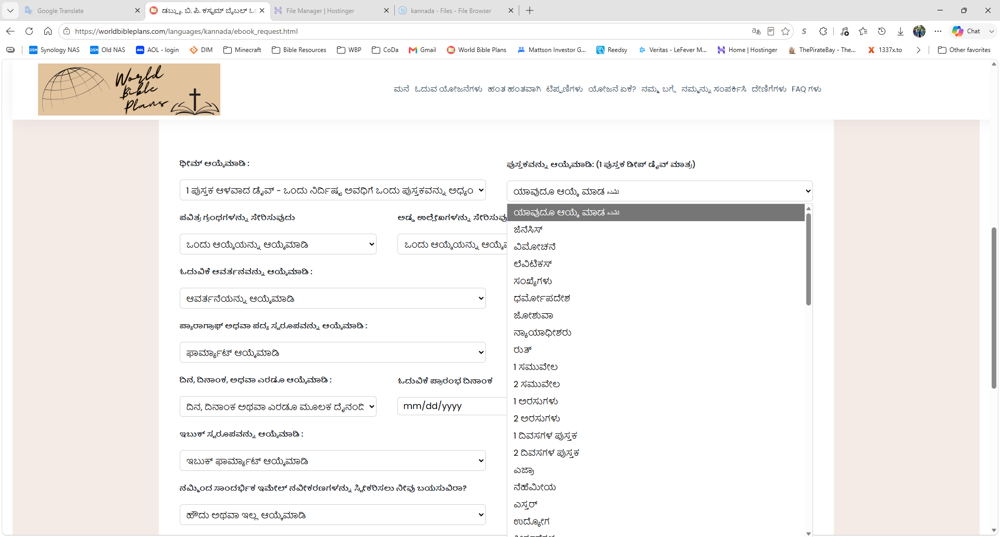 Google Translate
ಡಬ್ಲ್ಯು. ಬಿ. ಪಿ. ಕಸ್ಟಮ್ ಬೈಬಲ್ ಓದ
File Manager | Hostinger
kannada - Files - File Browser
https://worldbibleplans.com/languages/kannada/ebook_request.html
Chat
Synology NAS
Old NAS
AOL - login
DIM
Minecraft
Bible Resources
WBP
CoDa
Gmail
World Bible Plans
Mattson Investor G...
Reedsy
Veritas - LeFever M...
Home | Hostinger
ThePirateBay - The...
1337x.to
Other favorites
World
Bible
Plans
ಮನೆ ಓದುವ ಯೋಜನೆಗಳು ಹಂತ ಹಂತವಾಗಿ ಟಿಪ್ಪಣಿಗಳು ಯೋಜನೆ ಏಕೆ? ನಮ್ಮ ಬಗ್ಗೆ ನಮ್ಮನ್ನು ಸಂಪರ್ಕಿಸಿ ದೇಣಿಗೆಗಳು FAQ ಗಳು
ಥೀಮ್ ಆಯ್ಕೆಮಾಡಿ :
1 ಪುಸ್ತಕ ಆಳವಾದ ಡೈವ್ - ಒಂದು ನಿರ್ದಿಷ್ಟ ಅವಧಿಗೆ ಒಂದು ಪುಸ್ತಕವನ್ನು ಅಧ್ಯಂ
ಪುಸ್ತಕವನ್ನು ಆಯ್ಕೆಮಾಡಿ: (1 ಪುಸ್ತಕ ಡೀಪ್ ಡೈವ್ ಮಾತ್ರ)
ಯಾವುದೂ ಆಯ್ಕೆ ಮಾಡ
ಪವಿತ್ರ ಗ್ರಂಥಗಳನ್ನು ಸೇರಿಸುವುದು
ಒಂದು ಆಯ್ಕೆಯನ್ನು ಆಯ್ಕೆಮಾಡಿ
ಅಡ್ಡ ಉಲ್ಲೇಖಗಳನ್ನು ಸೇರಿಸುವು
ಒಂದು ಆಯ್ಕೆಯನ್ನು ಆಯ್ಕೆಮ
ಓದುವಿಕೆ ಆವರ್ತನವನ್ನು ಆಯ್ಕೆಮಾಡಿ :
ಆವರ್ತನೆಯನ್ನು ಆಯ್ಕೆಮಾಡಿ
ಪ್ಯಾರಾಗ್ರಾಫ್ ಅಥವಾ ಪದ್ಯ ಸ್ವರೂಪವನ್ನು ಆಯ್ಕೆಮಾಡಿ :
ಫಾರ್ಮ್ಯಾಟ್ ಆಯ್ಕೆಮಾಡಿ
ದಿನ, ದಿನಾಂಕ, ಅಥವಾ ಎರಡೂ ಆಯ್ಕೆಮಾಡಿ :
ದಿನ, ದಿನಾಂಕ ಅಥವಾ ಎರಡೂ ಮೂಲಕ ದೈನಂದಿ
ಓದುವಿಕೆ ಪ್ರಾರಂಭ ದಿನಾಂಕ
mm/dd/yyyy
ಇಬುಕ್ ಸ್ವರೂಪವನ್ನು ಆಯ್ಕೆಮಾಡಿ :
ಇಬುಕ್ ಫಾರ್ಮ್ಯಾಟ್ ಆಯ್ಕೆಮಾಡಿ
ನಮ್ಮಿಂದ ಸಾಂದರ್ಭಿಕ ಇಮೇಲ್ ನವೀಕರಣಗಳನ್ನು ಸ್ವೀಕರಿಸಲು ನೀವು ಬಯಸುವಿರಾ?
ಹೌದು ಅಥವಾ ಇಲ್ಲ ಆಯ್ಕೆಮಾಡಿ
ಯಾವುದೂ ಆಯ್ಕೆ ಮಾಡ
ಜೆನೆಸಿಸ್
ವಿಮೋಚನೆ
ಲೆವಿಟಿಕಸ್
ಸಂಖ್ಯೆಗಳು
ಧರ್ಮೋಪದೇಶ
ಜೋಶುವಾ
ನ್ಯಾಯಾಧೀಶರು
ರುತ್
1 ಸಮುವೇಲ
2 ಸಮುವೇಲ
1 ಅರಸುಗಳು
2 ಅರಸುಗಳು
1 ದಿವಸಗಳ ಪುಸ್ತಕ
2 ದಿವಸಗಳ ಪುಸ್ತಕ
ಎಜ್ರಾ
ನೆಹೆಮೀಯ
ಎಸ್ತರ್
ಉದ್ಯೋಗ